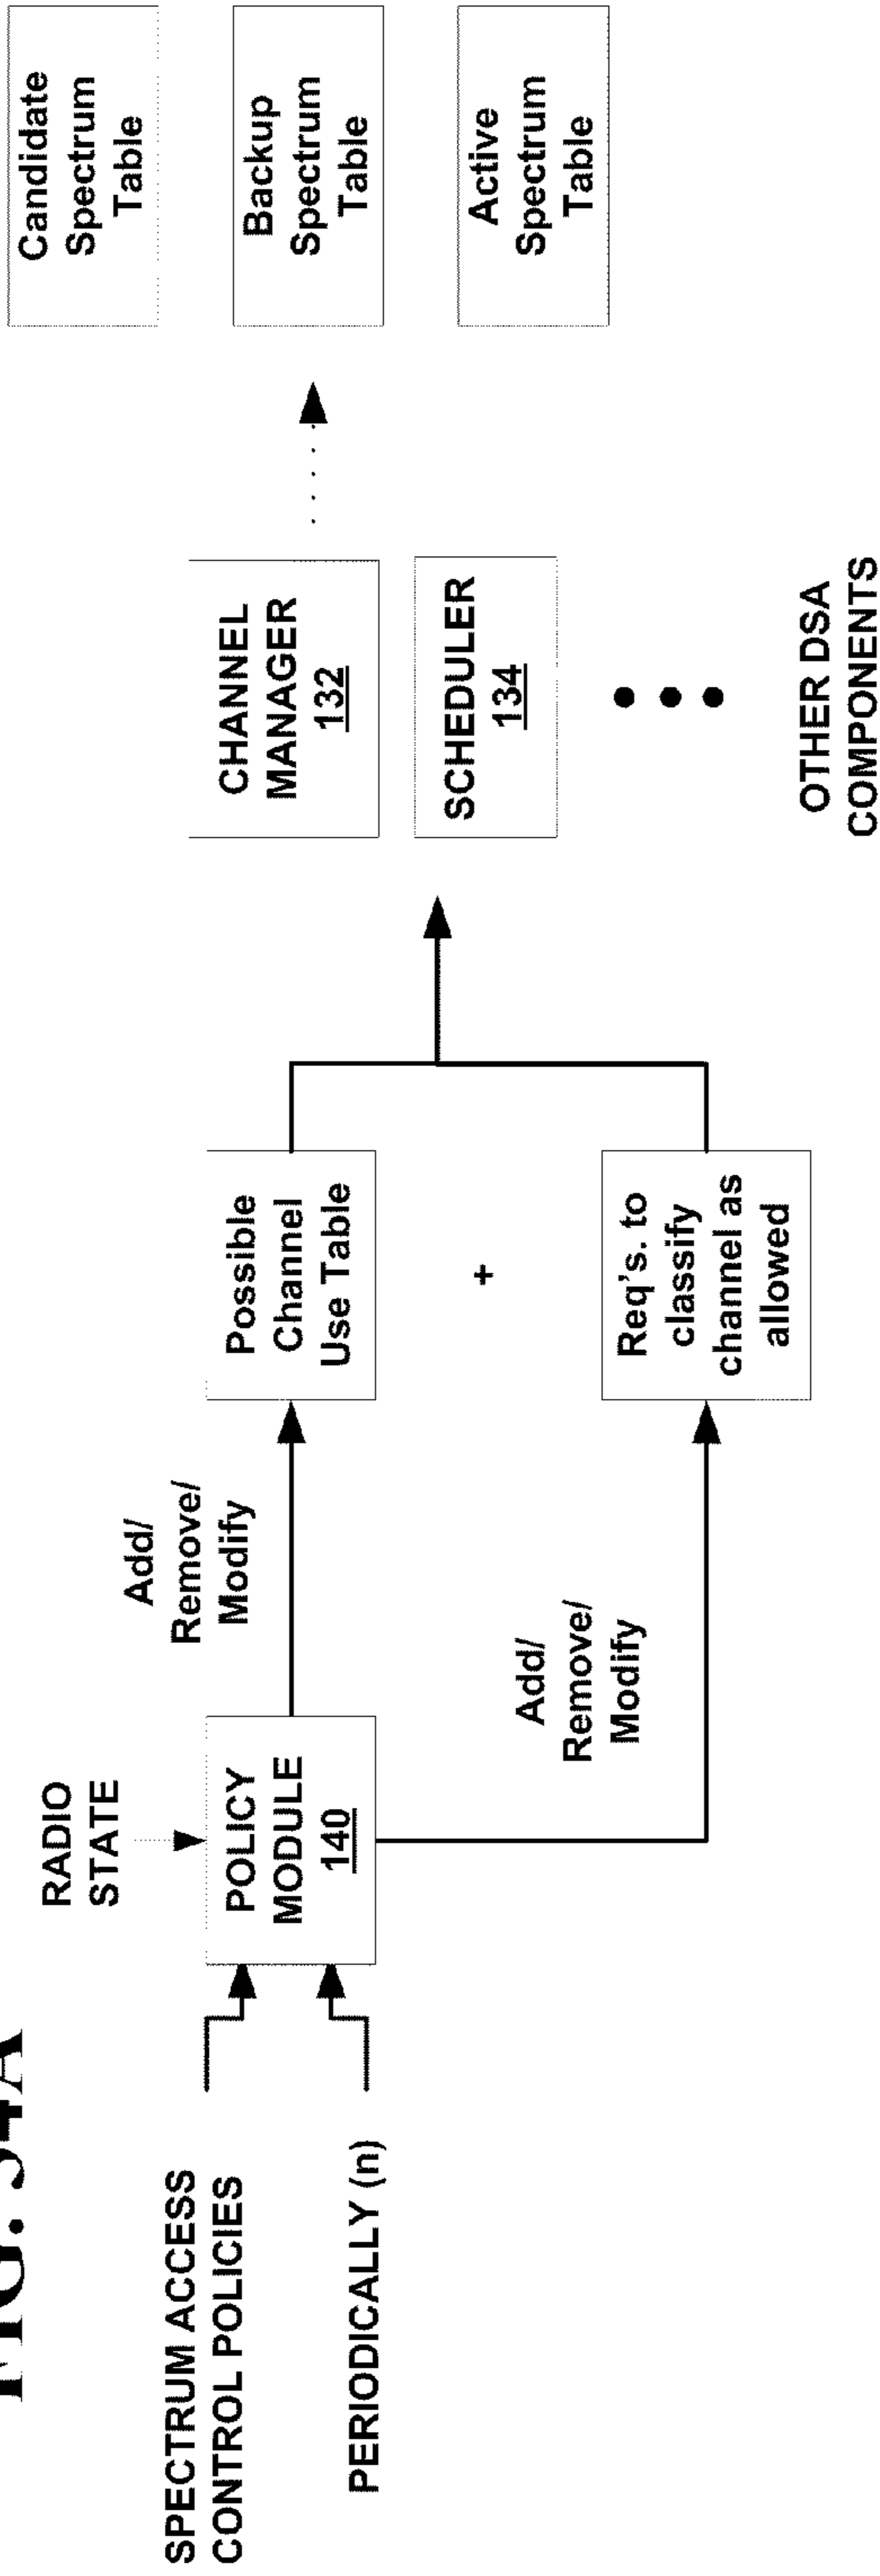 FIG. 34A
SPECTRUM ACCESS
CONTROL POLICIES
PERIODICALLY (n)
RADIO
STATE
POLICY
MODULE
140
Add/
Remove/
Modify
Add/
Remove/
Modify
Possible
Channel
Use Table
+
Req's. to
classify
channel as
allowed
CHANNEL
MANAGER
132
SCHEDULER
134
OTHER DSA
COMPONENTS
Candidate
Spectrum
Table
Backup
Spectrum
Table
Active
Spectrum
Table